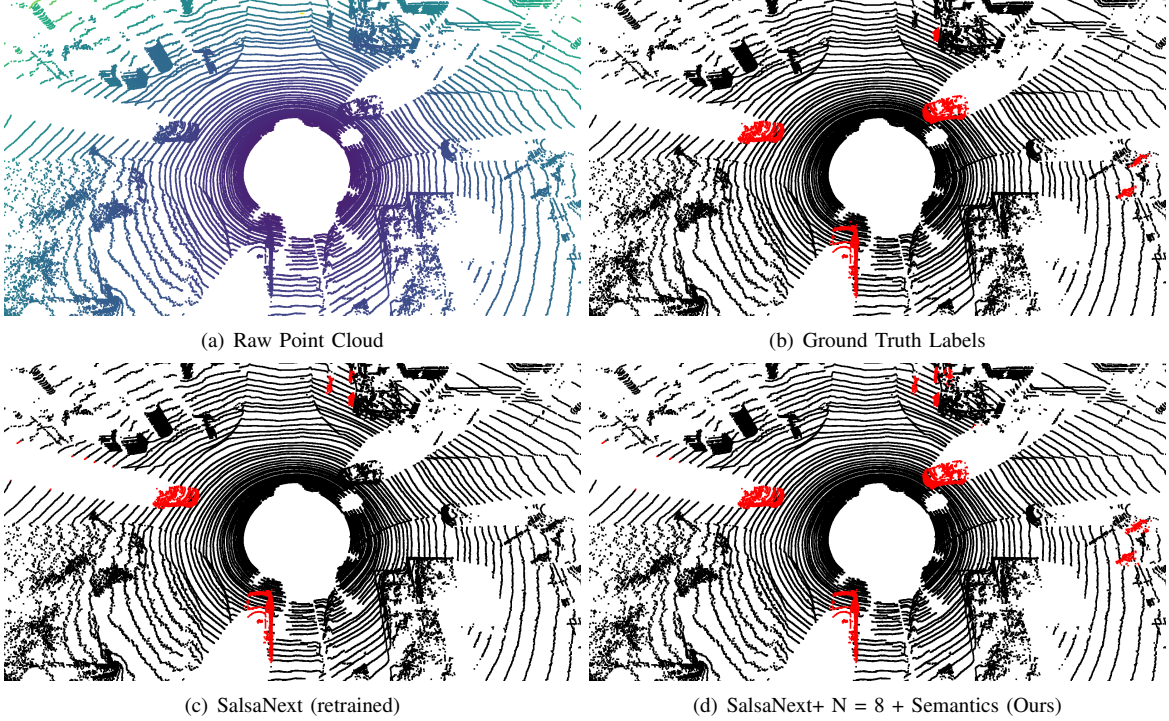 (a) Raw Point Cloud
(b) Ground Truth Labels
(c) SalsaNext (retrained)
(d) SalsaNext+ N = 8 + Semantics (Ours)